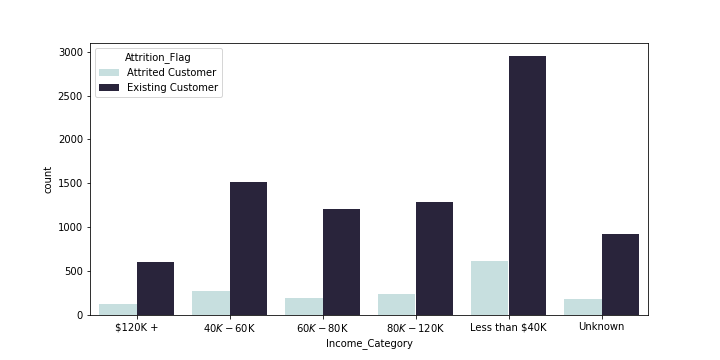 3000
2500
2000
1500
1000
500
0
count
Attrition_Flag
Attrited Customer
Existing Customer
$120K +
40K − 60K
60K − 80K
80K − 120K
Less than $40K
Unknown
Income_Category